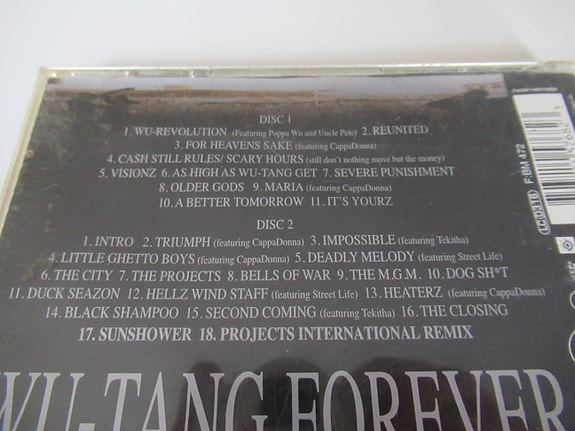 DISC 1
1. WU-REVOLUTION (Featuring Poppa Wu and Uncle Pete) 2. REUNITED
3. FOR HEAVENS SAKE (featuring CappaDonna)
4. CASH STILL RULES/ SCARY HOURS (still don't nothing move but the money)
5. VISIONZ 6. AS HIGH AS WU-TANG GET 7. SEVERE PUNISHMENT
8. OLDER GODS 9. MARIA (featuring CappaDonna)
10. A BETTER TOMORROW 11. IT'S YOURZ
DISC 2
1. INTRO 2. TRIUMPH (featuring CappaDonna) 3. IMPOSSIBLE (featuring Tekitha)
4. LITTLE GHETTO BOYS (featuring CappaDonna) 5. DEADLY MELODY (featuring Street Life)
6. THE CITY 7. THE PROJECTS 8. BELLS OF WAR 9. THE M.G.M. 10. DOG SH*T
11. DUCK SEAZON 12. HELLZ WIND STAFF (featuring Street Life) 13. HEATERZ (featuring CappaDonna)
14. BLACK SHAMPOO 15. SECOND COMING (featuring Tekitha) 16. THE CLOSING
17. SUNSHOWER 18. PROJECTS INTERNATIONAL REMIX
WU-TANG FOREVER
LC 0316 F: BM 472